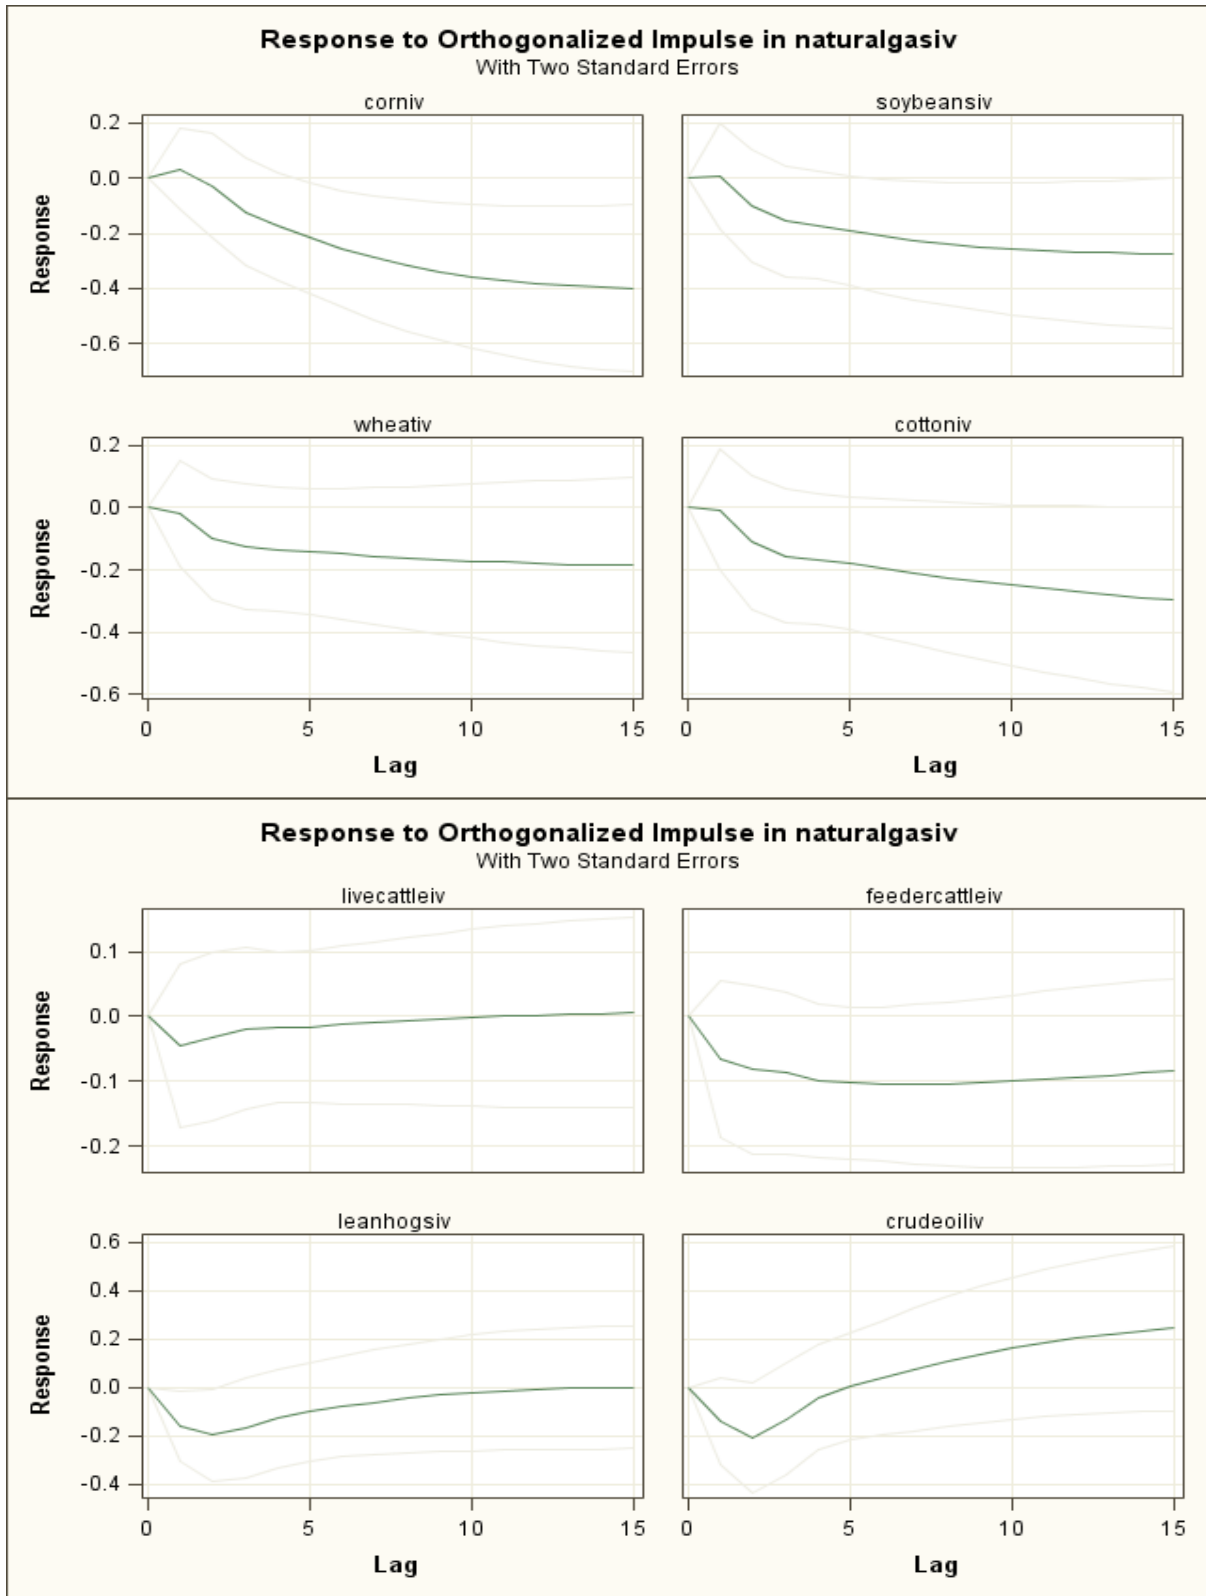 Response to Orthogonalized Impulse in naturalgasiv
With Two Standard Errors
corniv
soybeansiv
Response
0.2
0.0
-0.2
-0.4
-0.6
wheativ
cottoniv
Response
0.2
0.0
-0.2
-0.4
-0.6
0 5 10 15
0 5 10 15
Lag
Lag
Response to Orthogonalized Impulse in naturalgasiv
With Two Standard Errors
livecattleiv
feedercattleiv
Response
0.1
0.0
-0.1
-0.2
leanhogsiv
crudeoiliv
Response
0.6
0.4
0.2
0.0
-0.2
-0.4
0 5 10 15
0 5 10 15
Lag
Lag